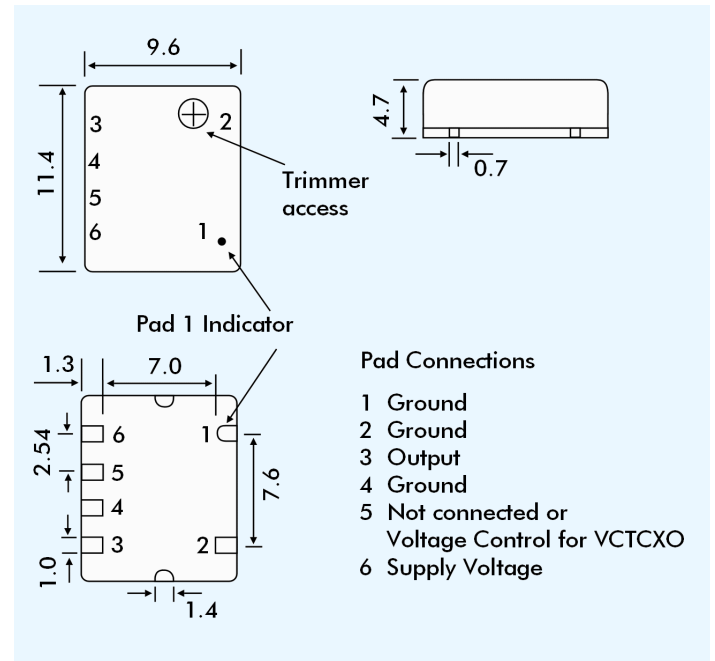 9.6
3
2
4
5
6
1
11.4
Trimmer
access
4.7
0.7
Pad 1 Indicator
1.3
7.0
6
1
5
4
3
2
2.54
7.6
1.0
1.4
Pad Connections
1 Ground
2 Ground
3 Output
4 Ground
5 Not connected or
Voltage Control for VCTCXO
6 Supply Voltage